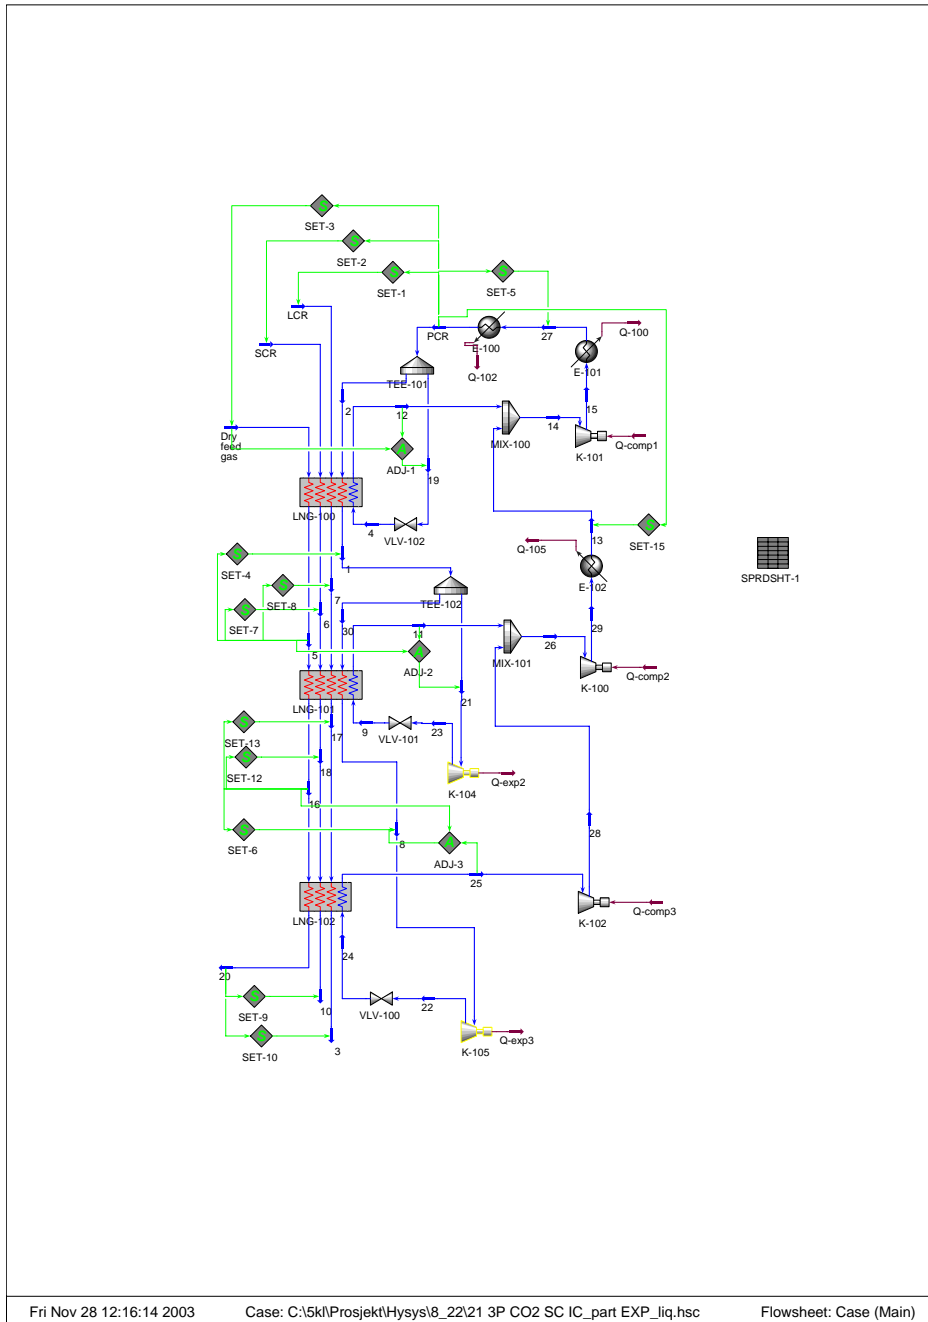 SET-3
SET-2
SET-1
SET-5
LCR
PCR
E-100
27
Q-100
SCR
E-101
Q-102
TEE-101
2
12
15
14
MIX-100
Dry
feed
gas
K-101
Q-comp1
ADJ-1
19
LNG-100
4
VLV-102
13
SET-15
Q-105
SET-4
1
E-102
SPRDSHT-1
SET-8
7
TEE-102
SET-7
6
30
29
11
26
5
MIX-101
ADJ-2
K-100
Q-comp2
LNG-101
21
17
9
VLV-101
23
SET-13
18
SET-12
K-104
Q-exp2
16
28
SET-6
8
ADJ-3
25
K-102
Q-comp3
LNG-102
24
20
10
SET-9
VLV-100
22
SET-10
3
K-105
Q-exp3
Fri Nov 28 12:16:14 2003 Case: C:\5kl\Prosjekt\Hysys\8_22\21 3P CO2 SC IC_part EXP_liq.hsc Flowsheet: Case (Main)